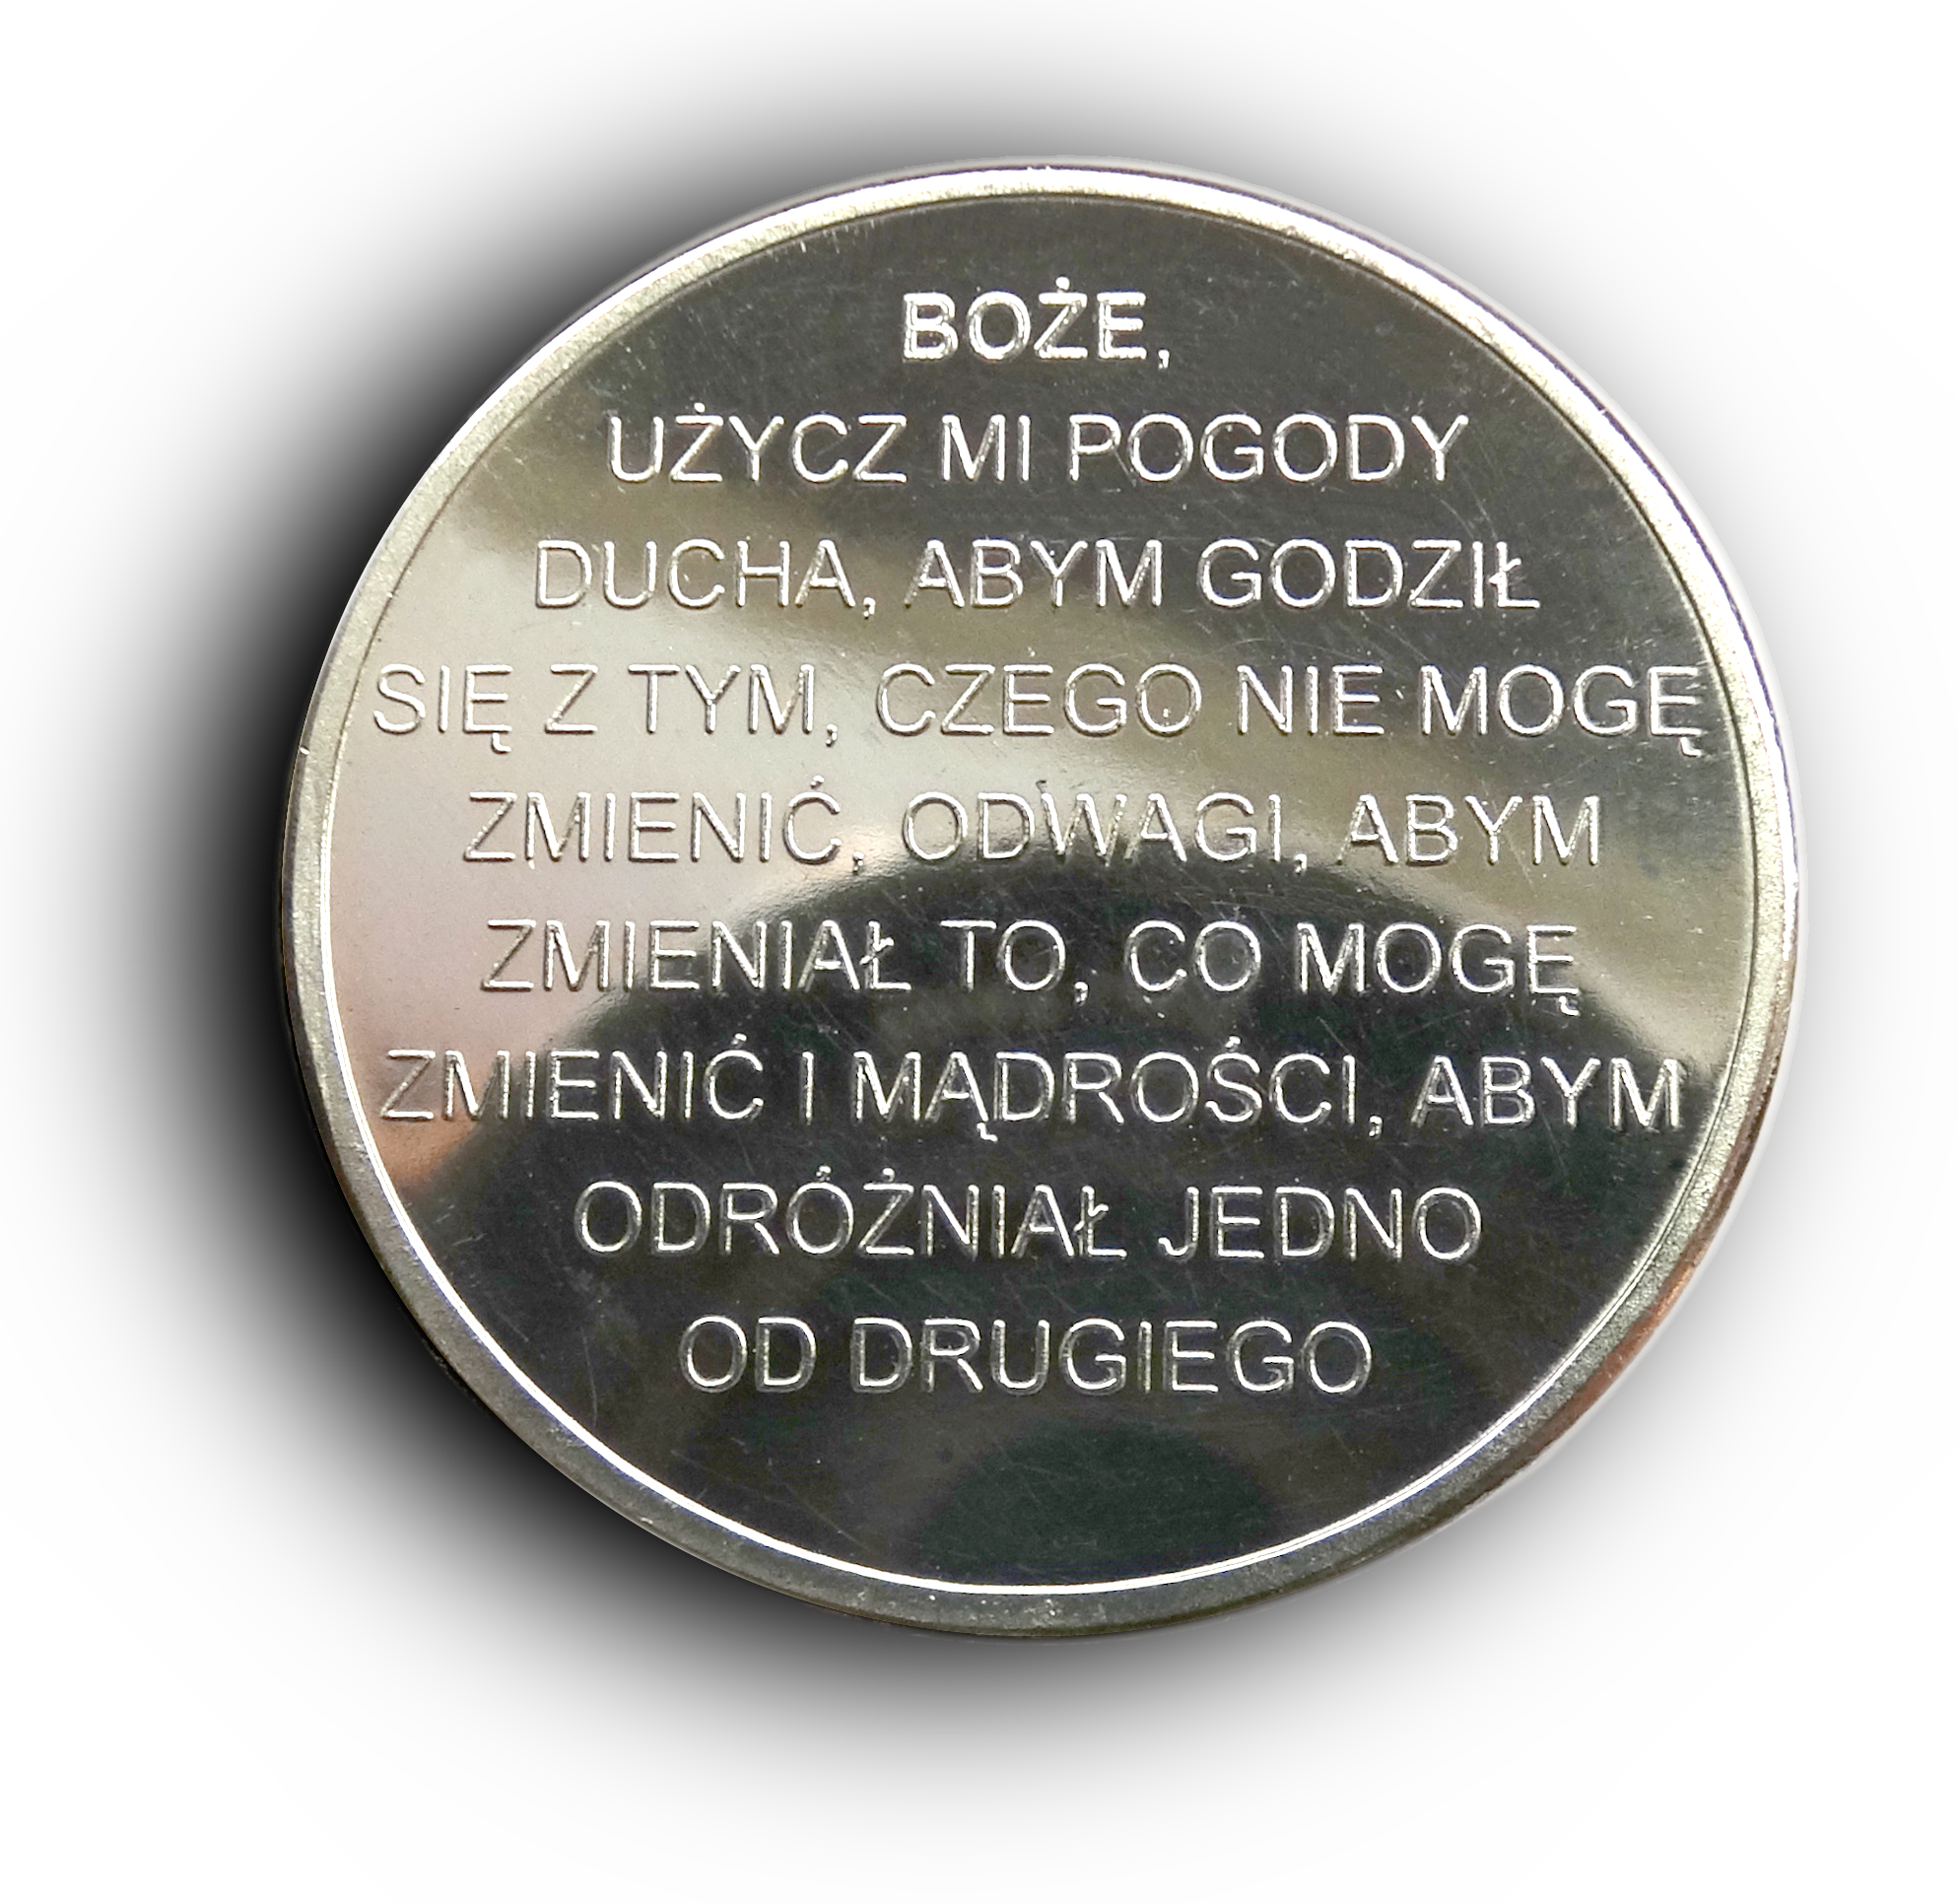 BOŻE,
UŻYCZ MI POGODY
DUCHA, ABYM GODZIŁ
SIĘ Z TYM, CZEGO NIE MOGĘ
ZMIENIĆ, ODWAGI, ABYM
ZMIENIAŁ TO, CO MOGĘ
ZMIENIĆ I MĄDROŚCI, ABYM
ODRÓŻNIAŁ JEDNO
OD DRUGIEGO